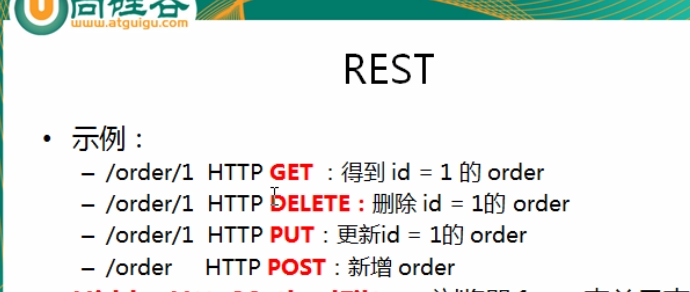 尚硅谷
www.atguigu.com
REST
• 示例：
– /order/1 HTTP GET ：得到 id = 1 的 order
– /order/1 HTTP DELETE：删除 id = 1的 order
– /order/1 HTTP PUT：更新id = 1的 order
– /order HTTP POST：新增 order